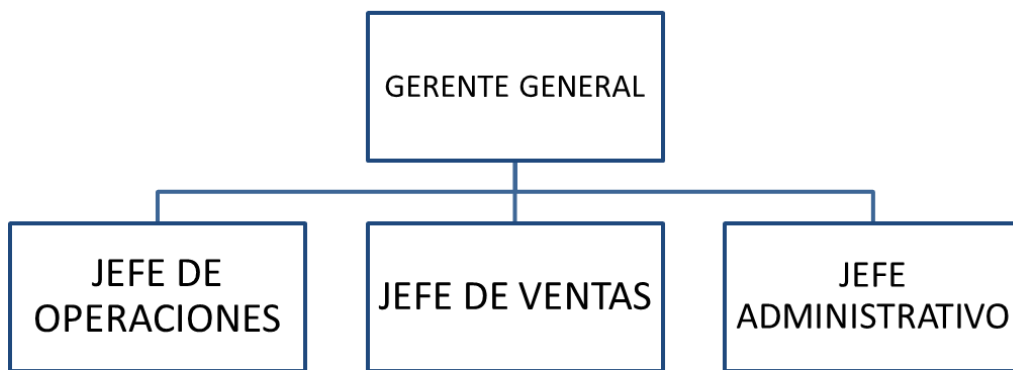 GERENTE GENERAL
JEFE DE
OPERACIONES
JEFE DE VENTAS
JEFE
ADMINISTRATIVO